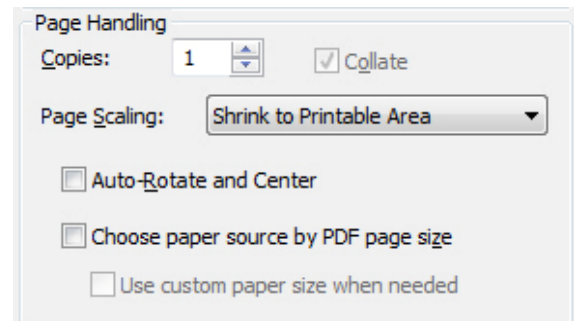 Page Handling
Copies: 1 Collate
Page Scaling: Shrink to Printable Area
Auto-Rotate and Center
Choose paper source by PDF page size
Use custom paper size when needed